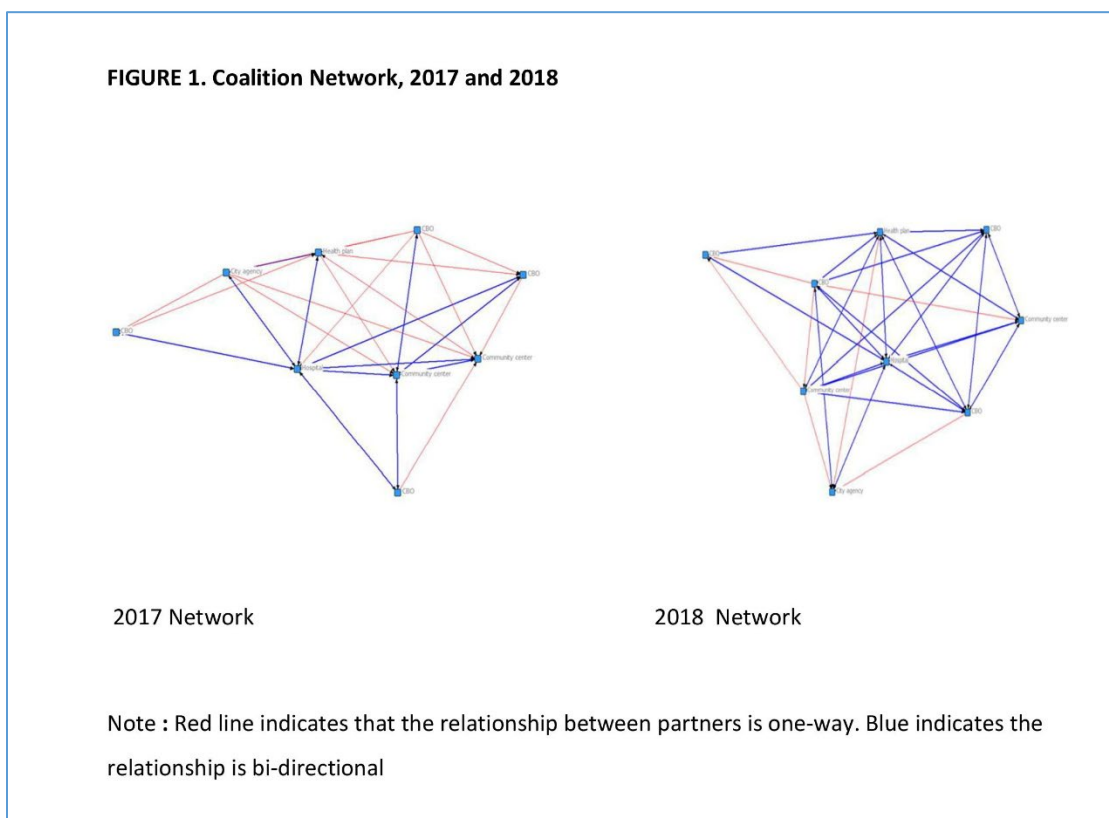 FIGURE 1. Coalition Network, 2017 and 2018
CBO
Health plan
City agency
CBO
CBO
Community center
Hospital
Community center
CBO
Health plan
CBO
CBO
CBO
Community center
Hospital
Community center
CBO
City agency
2017 Network
2018 Network
Note : Red line indicates that the relationship between partners is one-way. Blue indicates the
relationship is bi-directional